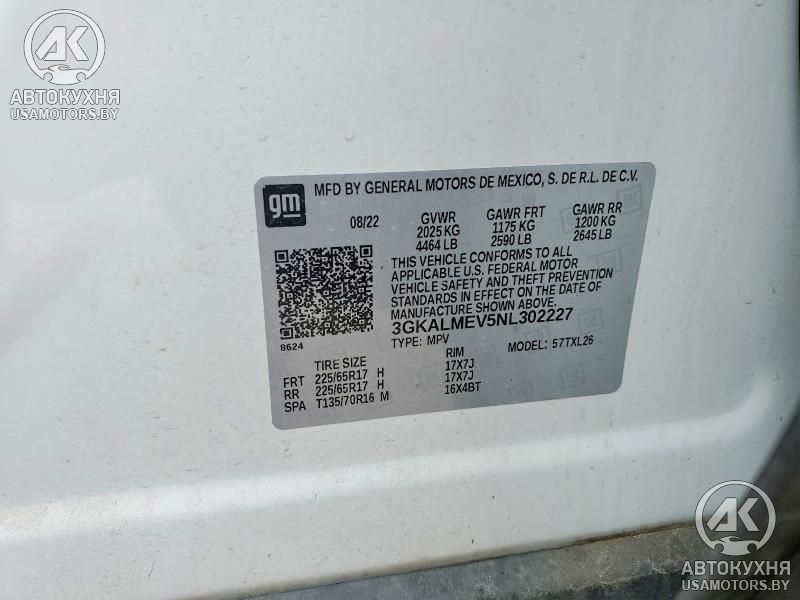 AK
АВТОКУХНЯ
USAMOTORS.BY
gm
MFD BY GENERAL MOTORS DE MEXICO, S. DE R.L. DE C.V.
08/22 GVWR GAWR FRT GAWR RR
2025 KG 1175 KG 1200 KG
4464 LB 2590 LB 2645 LB
THIS VEHICLE CONFORMS TO ALL
APPLICABLE U.S. FEDERAL MOTOR
VEHICLE SAFETY AND THEFT PREVENTION
STANDARDS IN EFFECT ON THE DATE OF
MANUFACTURE SHOWN ABOVE.
3GKALMEV5NL302227
8624
TYPE: MPV MODEL: 57TXL26
TIRE SIZE RIM
FRT 225/65R17 H 17X7J
RR 225/65R17 H 17X7J
SPA T135/70R16 M 16X4BT
AK
АВТОКУХНЯ
USAMOTORS.BY